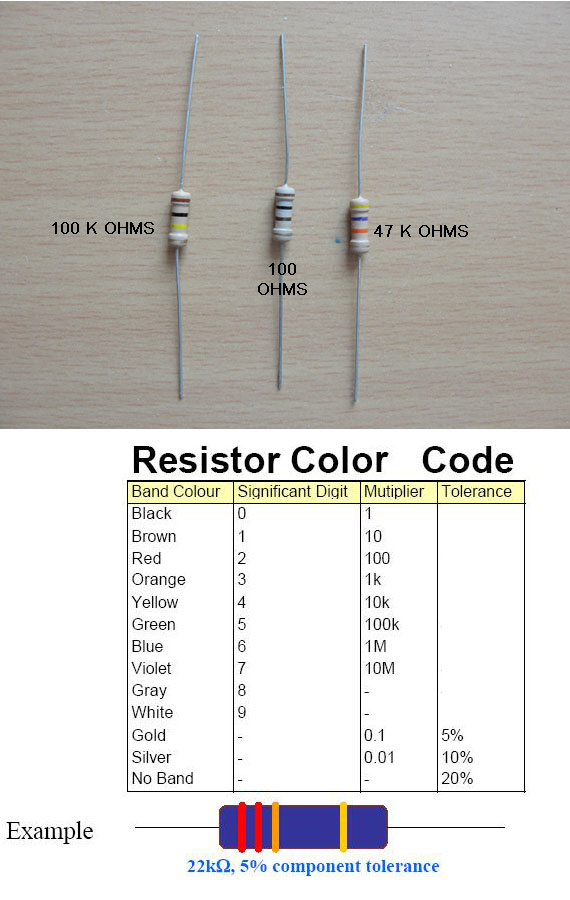 100 K OHMS
100
OHMS
47 K OHMS
Resistor Color Code
Band Colour Significant Digit Mutiplier Tolerance
Black 0 1
Brown 1 10
Red 2 100
Orange 3 1k
Yellow 4 10k
Green 5 100k
Blue 6 1M
Violet 7 10M
Gray 8 -
White 9 -
Gold - 0.1 5%
Silver - 0.01 10%
No Band - - 20%
Example
22kΩ, 5% component tolerance